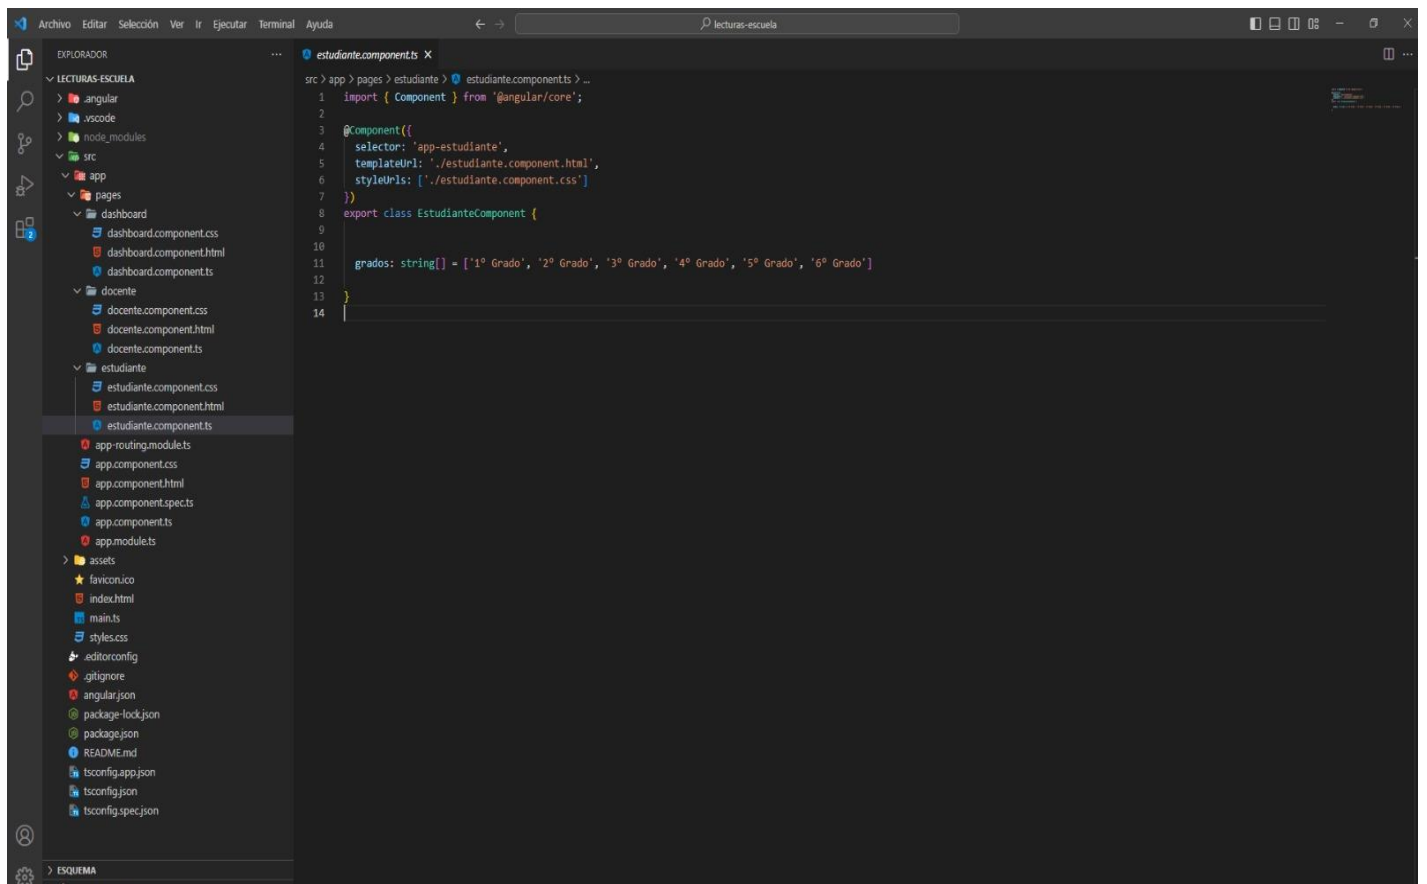 Archivo Editar Selección Ver Ir Ejecutar Terminal Ayuda
lecturas-escuela
EXPLORADOR
LECTURAS-ESCUELA
.angular
.vscode
node_modules
src
app
pages
dashboard
dashboard.component.css
dashboard.component.html
dashboard.component.ts
docente
docente.component.css
docente.component.html
docente.component.ts
estudiante
estudiante.component.css
estudiante.component.html
estudiante.component.ts
app-routing.module.ts
app.component.css
app.component.html
app.component.spec.ts
app.component.ts
app.module.ts
assets
favicon.ico
index.html
main.ts
styles.css
.editorconfig
.gitignore
angular.json
package-lock.json
package.json
README.md
tsconfig.app.json
tsconfig.json
tsconfig.spec.json
ESQUEMA
2
estudiante.component.ts
src > app > pages > estudiante > estudiante.component.ts > ...
1 import { Component } from '@angular/core';
2
3 @Component({
4 selector: 'app-estudiante',
5 templateUrl: './estudiante.component.html',
6 styleUrls: ['./estudiante.component.css']
7 })
8 export class EstudianteComponent {
9
10
11 grados: string[] = ['1º Grado', '2º Grado', '3º Grado', '4º Grado', '5º Grado', '6º Grado']
12
13 }
14